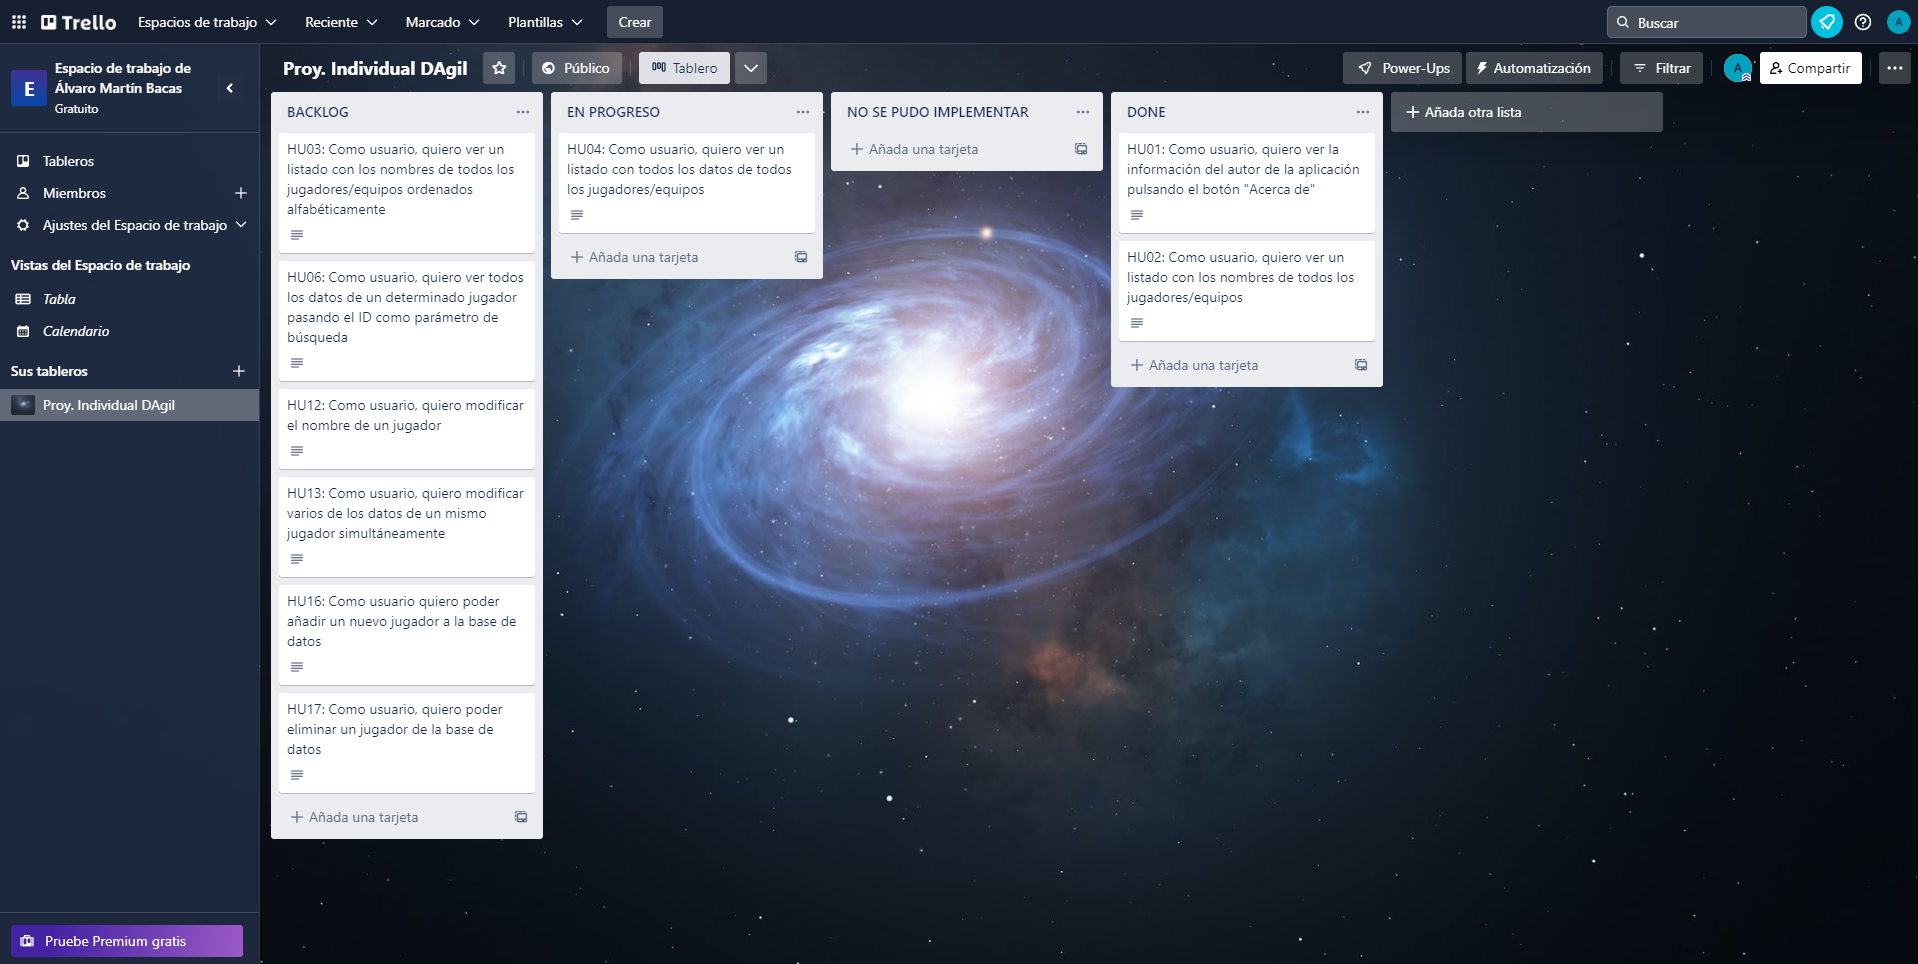 Trello
Espacios de trabajo
Reciente
Marcado
Plantillas
Crear
Buscar
A
E
Espacio de trabajo de
Álvaro Martín Bacas
Gratuito
Tableros
Miembros
Ajustes del Espacio de trabajo
Vistas del Espacio de trabajo
Tabla
Calendario
Sus tableros
Proy. Individual DAgil
Pruebe Premium gratis
Proy. Individual DAgil
Público
Tablero
Power-Ups
Automatización
Filtrar
A
Compartir
BACKLOG
HU03: Como usuario, quiero ver un
listado con los nombres de todos los
jugadores/equipos ordenados
alfabéticamente
HU06: Como usuario, quiero ver todos
los datos de un determinado jugador
pasando el ID como parámetro de
búsqueda
HU12: Como usuario, quiero modificar
el nombre de un jugador
HU13: Como usuario, quiero modificar
varios de los datos de un mismo
jugador simultáneamente
HU16: Como usuario quiero poder
añadir un nuevo jugador a la base de
datos
HU17: Como usuario, quiero poder
eliminar un jugador de la base de
datos
Añada una tarjeta
EN PROGRESO
HU04: Como usuario, quiero ver un
listado con todos los datos de todos
los jugadores/equipos
Añada una tarjeta
NO SE PUDO IMPLEMENTAR
Añada una tarjeta
DONE
HU01: Como usuario, quiero ver la
información del autor de la aplicación
pulsando el botón "Acerca de"
HU02: Como usuario, quiero ver un
listado con los nombres de todos los
jugadores/equipos
Añada una tarjeta
Añada otra lista